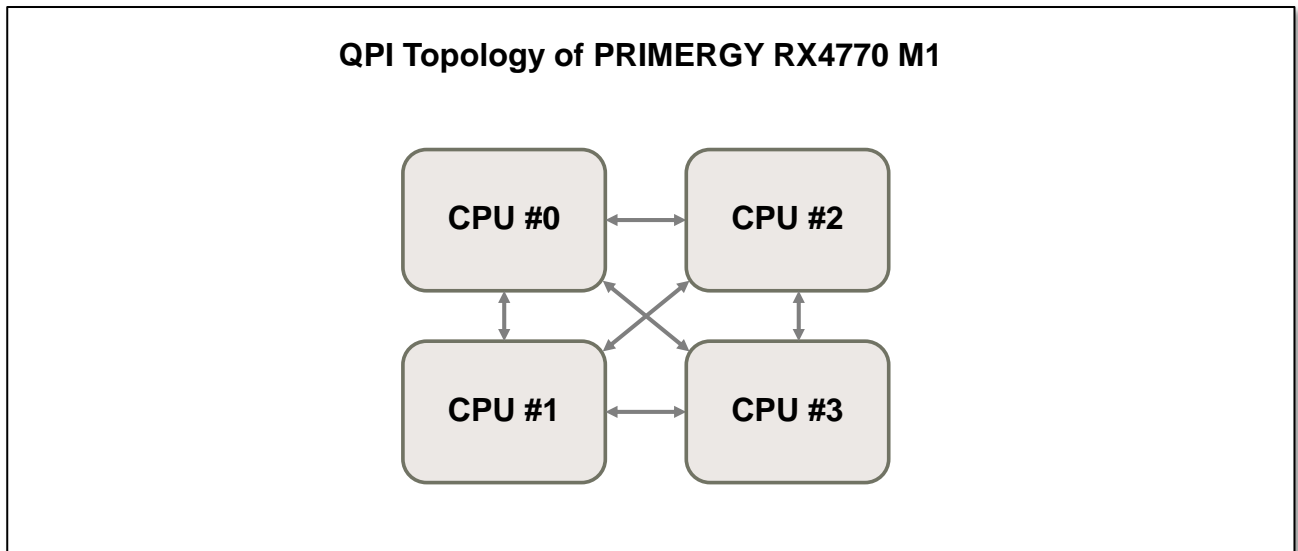 QPI Topology of PRIMERGY RX4770 M1
CPU #0
CPU #2
CPU #1
CPU #3